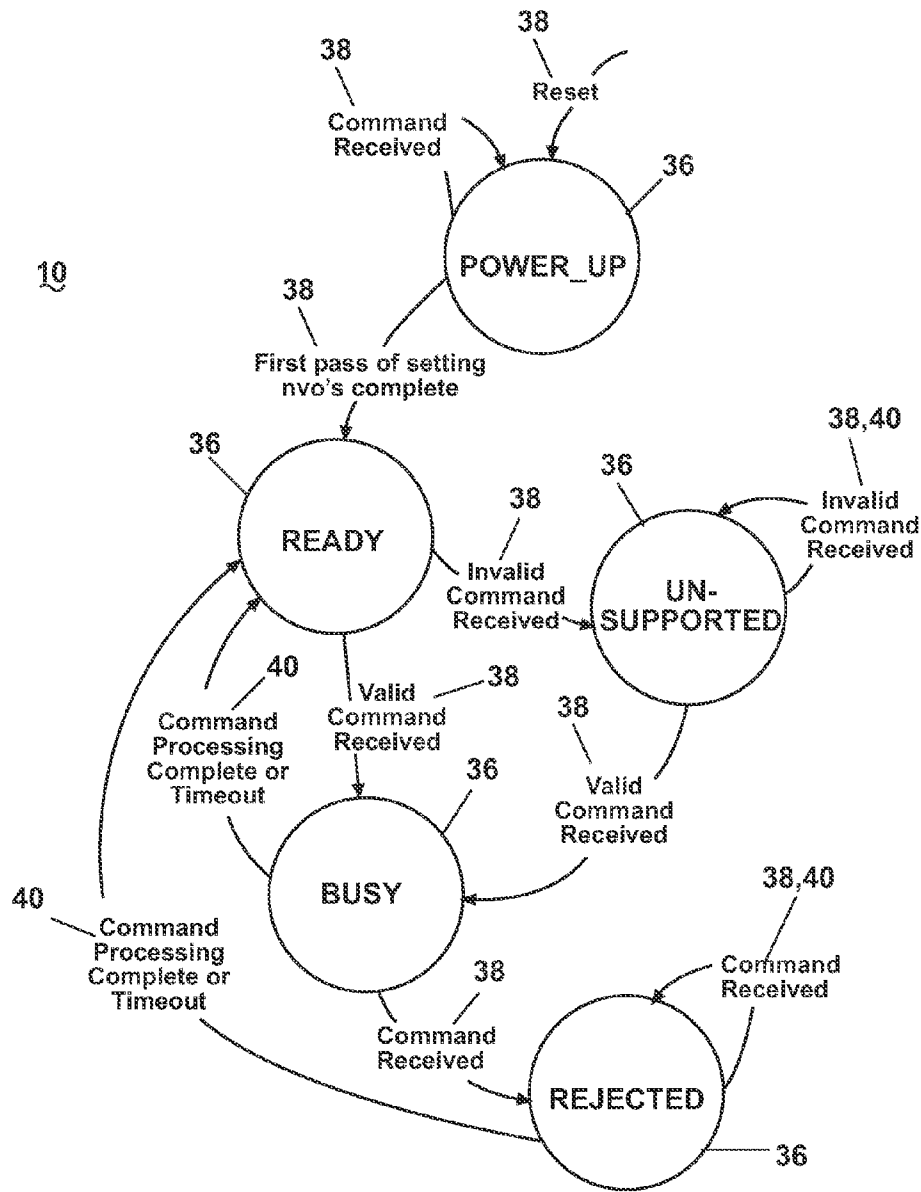 38
38
Reset
Command
Received
36
POWER_UP
10
38
First pass of setting
nvo's complete
36
READY
38
Invalid
Command
Received
36
UN-
SUPPORTED
38,40
Invalid
Command
Received
40
Command
Processing
Complete or
Timeout
38
Valid
Command
Received
38
Valid
Command
Received
36
BUSY
40
Command
Processing
Complete or
Timeout
38
Command
Received
38,40
Command
Received
REJECTED
36